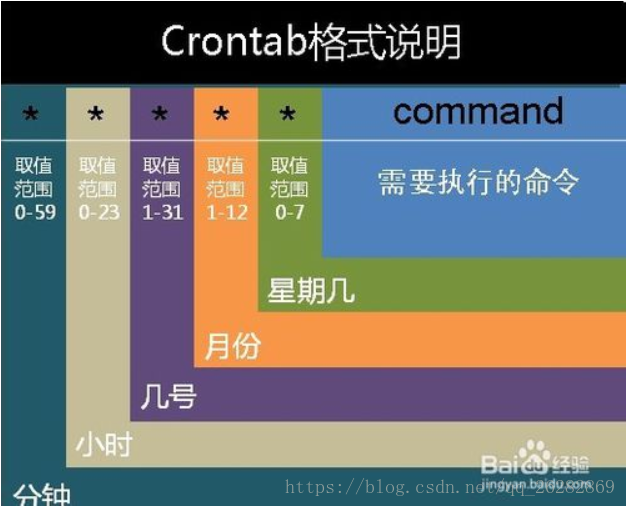 Crontab格式说明
* * * * * command
取值 取值 取值 取值 取值
范围 范围 范围 范围 范围 需要执行的命令
0-59 0-23 1-31 1-12 0-7
星期几
月份
几号
小时
分钟
Baidu经验
jingyan.baidu.com
https://blog.csdn.net/qq_26282869